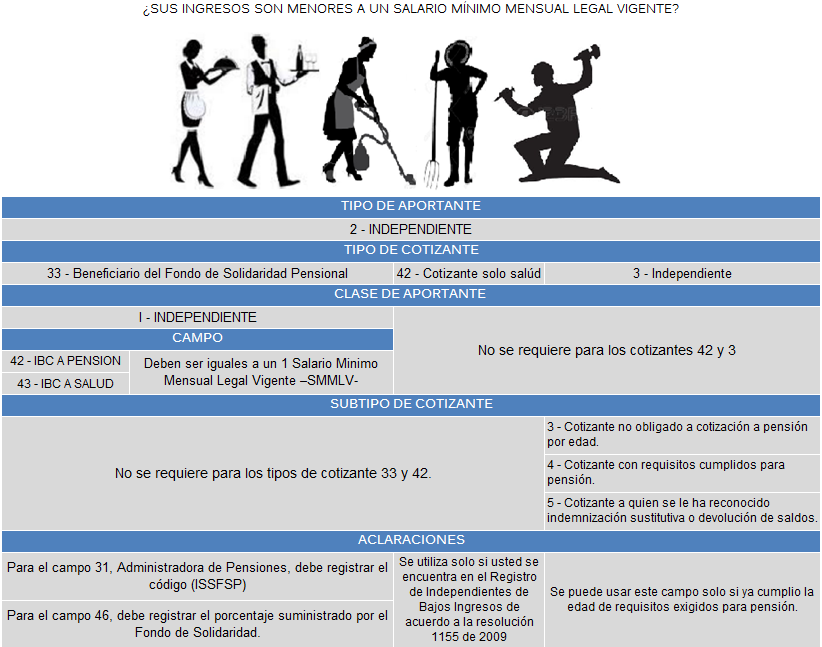 ¿SUS INGRESOS SON MENORES A UN SALARIO MÍNIMO MENSUAL LEGAL VIGENTE?
TIPO DE APORTANTE
2 - INDEPENDIENTE
TIPO DE COTIZANTE
33 - Beneficiario del Fondo de Solidaridad Pensional
42 - Cotizante solo salúd
3 - Independiente
CLASE DE APORTANTE
I - INDEPENDIENTE
CAMPO
42 - IBC A PENSION
43 - IBC A SALUD
Deben ser iguales a un 1 Salario Minimo
Mensual Legal Vigente –SMMLV-
No se requiere para los cotizantes 42 y 3
SUBTIPO DE COTIZANTE
No se requiere para los tipos de cotizante 33 y 42.
3 - Cotizante no obligado a cotización a pensión
por edad.
4 - Cotizante con requisitos cumplidos para
pensión.
5 - Cotizante a quien se le ha reconocido
indemnización sustitutiva o devolución de saldos.
ACLARACIONES
Para el campo 31, Administradora de Pensiones, debe registrar el
código (ISSFSP)
Para el campo 46, debe registrar el porcentaje suministrado por el
Fondo de Solidaridad.
Se utiliza solo si usted se
encuentra en el Registro
de Independientes de
Bajos Ingresos de
acuerdo a la resolución
1155 de 2009
Se puede usar este campo solo si ya cumplio la
edad de requisitos exigidos para pensión.